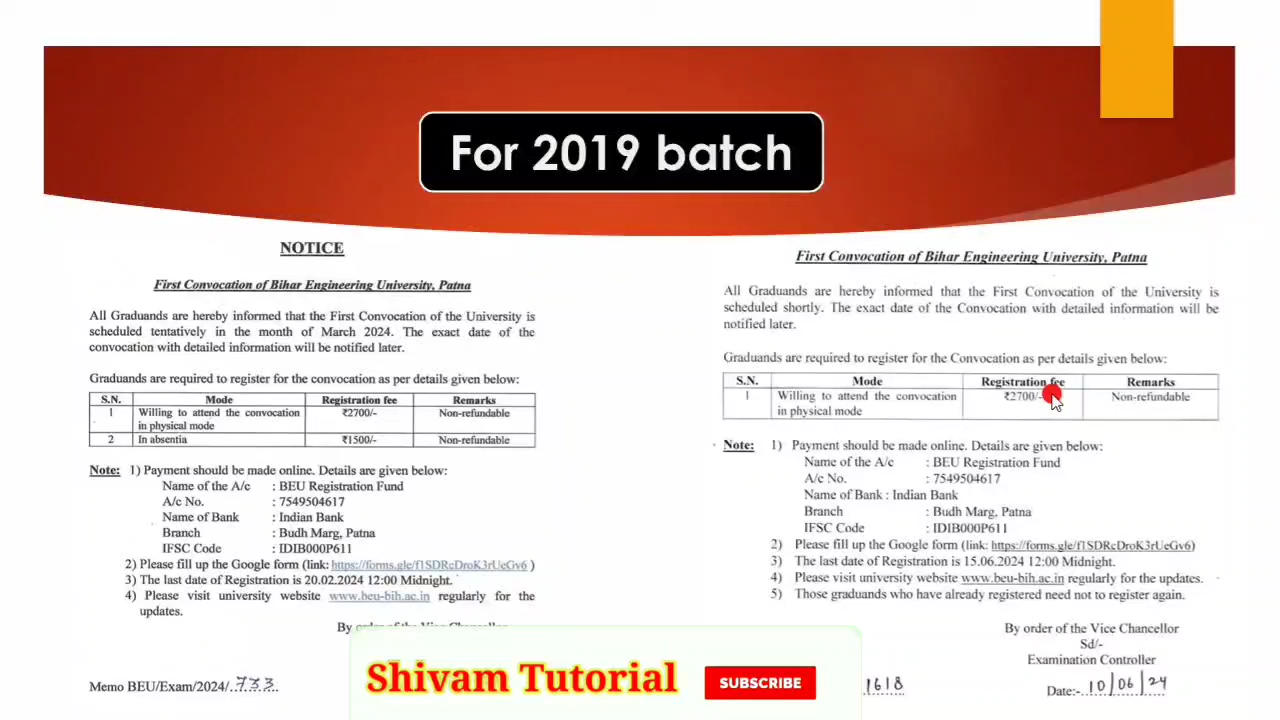 For 2019 batch
NOTICE
First Convocation of Bihar Engineering University, Patna
All Graduands are hereby informed that the First Convocation of the University is
scheduled tentatively in the month of March 2024. The exact date of the
convocation with detailed information will be notified later.
Graduands are required to register for the convocation as per details given below:
S.N. Mode Registration fee Remarks
1 Willing to attend the convocation ₹2700/- Non-refundable
in physical mode
2 In absentia ₹1500/- Non-refundable
Note: 1) Payment should be made online. Details are given below:
Name of the A/c : BEU Registration Fund
A/c No. : 7549504617
Name of Bank : Indian Bank
Branch : Budh Marg, Patna
IFSC Code : IDIB000P611
2) Please fill up the Google form (link: https://forms.gle/f1SDRcDroK3rUeGv6 )
3) The last date of Registration is 20.02.2024 12:00 Midnight.
4) Please visit university website www.beu-bih.ac.in regularly for the
updates.
By order of the Vice Chancellor
Memo BEU/Exam/2024/..733..
First Convocation of Bihar Engineering University, Patna
All Graduands are hereby informed that the First Convocation of the University is
scheduled shortly. The exact date of the Convocation with detailed information will be
notified later.
Graduands are required to register for the Convocation as per details given below:
S.N. Mode Registration fee Remarks
1 Willing to attend the convocation ₹2700/- Non-refundable
in physical mode
Note: 1) Payment should be made online. Details are given below:
Name of the A/c : BEU Registration Fund
A/c No. : 7549504617
Name of Bank : Indian Bank
Branch : Budh Marg, Patna
IFSC Code : IDIB000P611
2) Please fill up the Google form (link: https://forms.gle/f1SDRcDroK3rUeGv6)
3) The last date of Registration is 15.06.2024 12:00 Midnight.
4) Please visit university website www.beu-bih.ac.in regularly for the updates.
5) Those graduands who have already registered need not to register again.
By order of the Vice Chancellor
Sd/-
Examination Controller
1618 Date:- 10/06/24
Shivam Tutorial
SUBSCRIBE